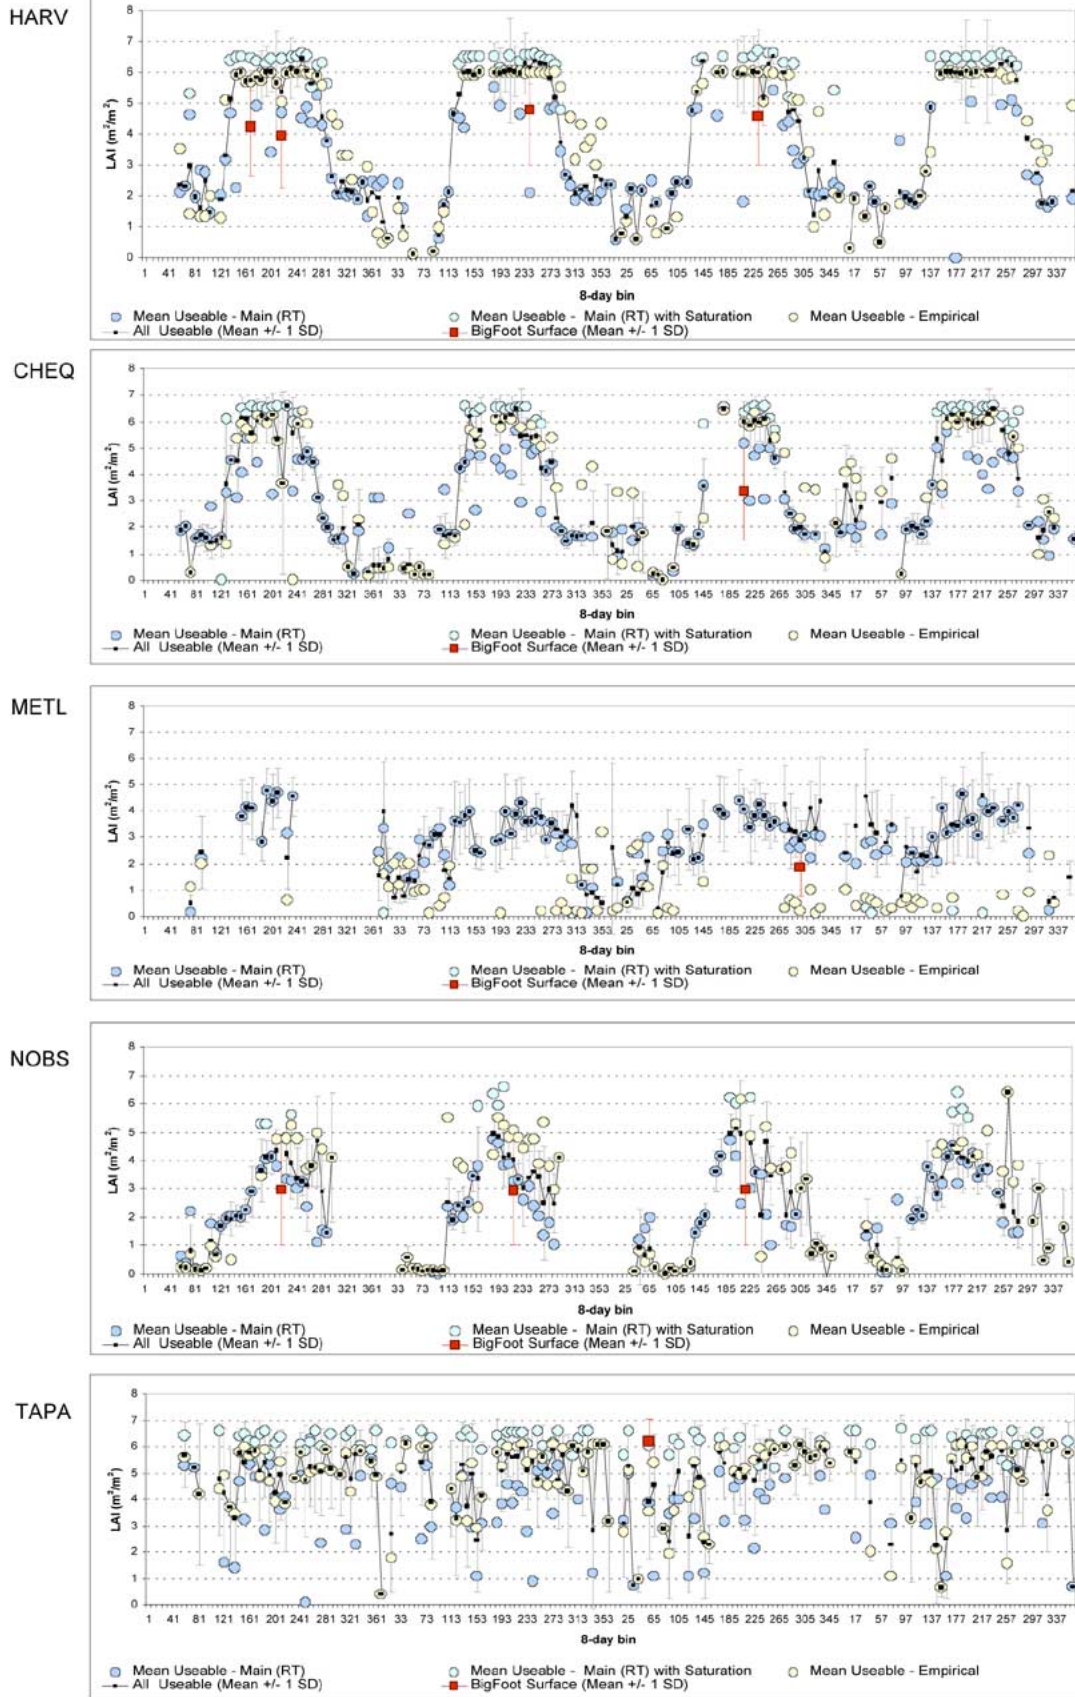 HARV
LAI (m²/m²)
8
7
6
5
4
3
2
1
0
1 41 81 121 161 201 241 281 321 361 33 73 113 153 193 233 273 313 353 25 65 105 145 185 225 265 305 345 17 57 97 137 177 217 257 297 337
8-day bin
Mean Useable - Main (RT) Mean Useable - Main (RT) with Saturation Mean Useable - Empirical
All Useable (Mean +/- 1 SD) BigFoot Surface (Mean +/- 1 SD)
CHEQ
LAI (m²/m²)
8
7
6
5
4
3
2
1
0
1 41 81 121 161 201 241 281 321 361 33 73 113 153 193 233 273 313 353 25 65 105 145 185 225 265 305 345 17 57 97 137 177 217 257 297 337
8-day bin
Mean Useable - Main (RT) Mean Useable - Main (RT) with Saturation Mean Useable - Empirical
All Useable (Mean +/- 1 SD) BigFoot Surface (Mean +/- 1 SD)
METL
LAI (m²/m²)
8
7
6
5
4
3
2
1
0
1 41 81 121 161 201 241 281 321 361 33 73 113 153 193 233 273 313 353 25 65 105 145 185 225 265 305 345 17 57 97 137 177 217 257 297 337
8-day bin
Mean Useable - Main (RT) Mean Useable - Main (RT) with Saturation Mean Useable - Empirical
All Useable (Mean +/- 1 SD) BigFoot Surface (Mean +/- 1 SD)
NOBS
LAI (m²/m²)
8
7
6
5
4
3
2
1
0
1 41 81 121 161 201 241 281 321 361 33 73 113 153 193 233 273 313 353 25 65 105 145 185 225 265 305 345 17 57 97 137 177 217 257 297 337
8-day bin
Mean Useable - Main (RT) Mean Useable - Main (RT) with Saturation Mean Useable - Empirical
All Useable (Mean +/- 1 SD) BigFoot Surface (Mean +/- 1 SD)
TAPA
LAI (m²/m²)
8
7
6
5
4
3
2
1
0
1 41 81 121 161 201 241 281 321 361 33 73 113 153 193 233 273 313 353 25 65 105 145 185 225 265 305 345 17 57 97 137 177 217 257 297 337
8-day bin
Mean Useable - Main (RT) Mean Useable - Main (RT) with Saturation Mean Useable - Empirical
All Useable (Mean +/- 1 SD) BigFoot Surface (Mean +/- 1 SD)